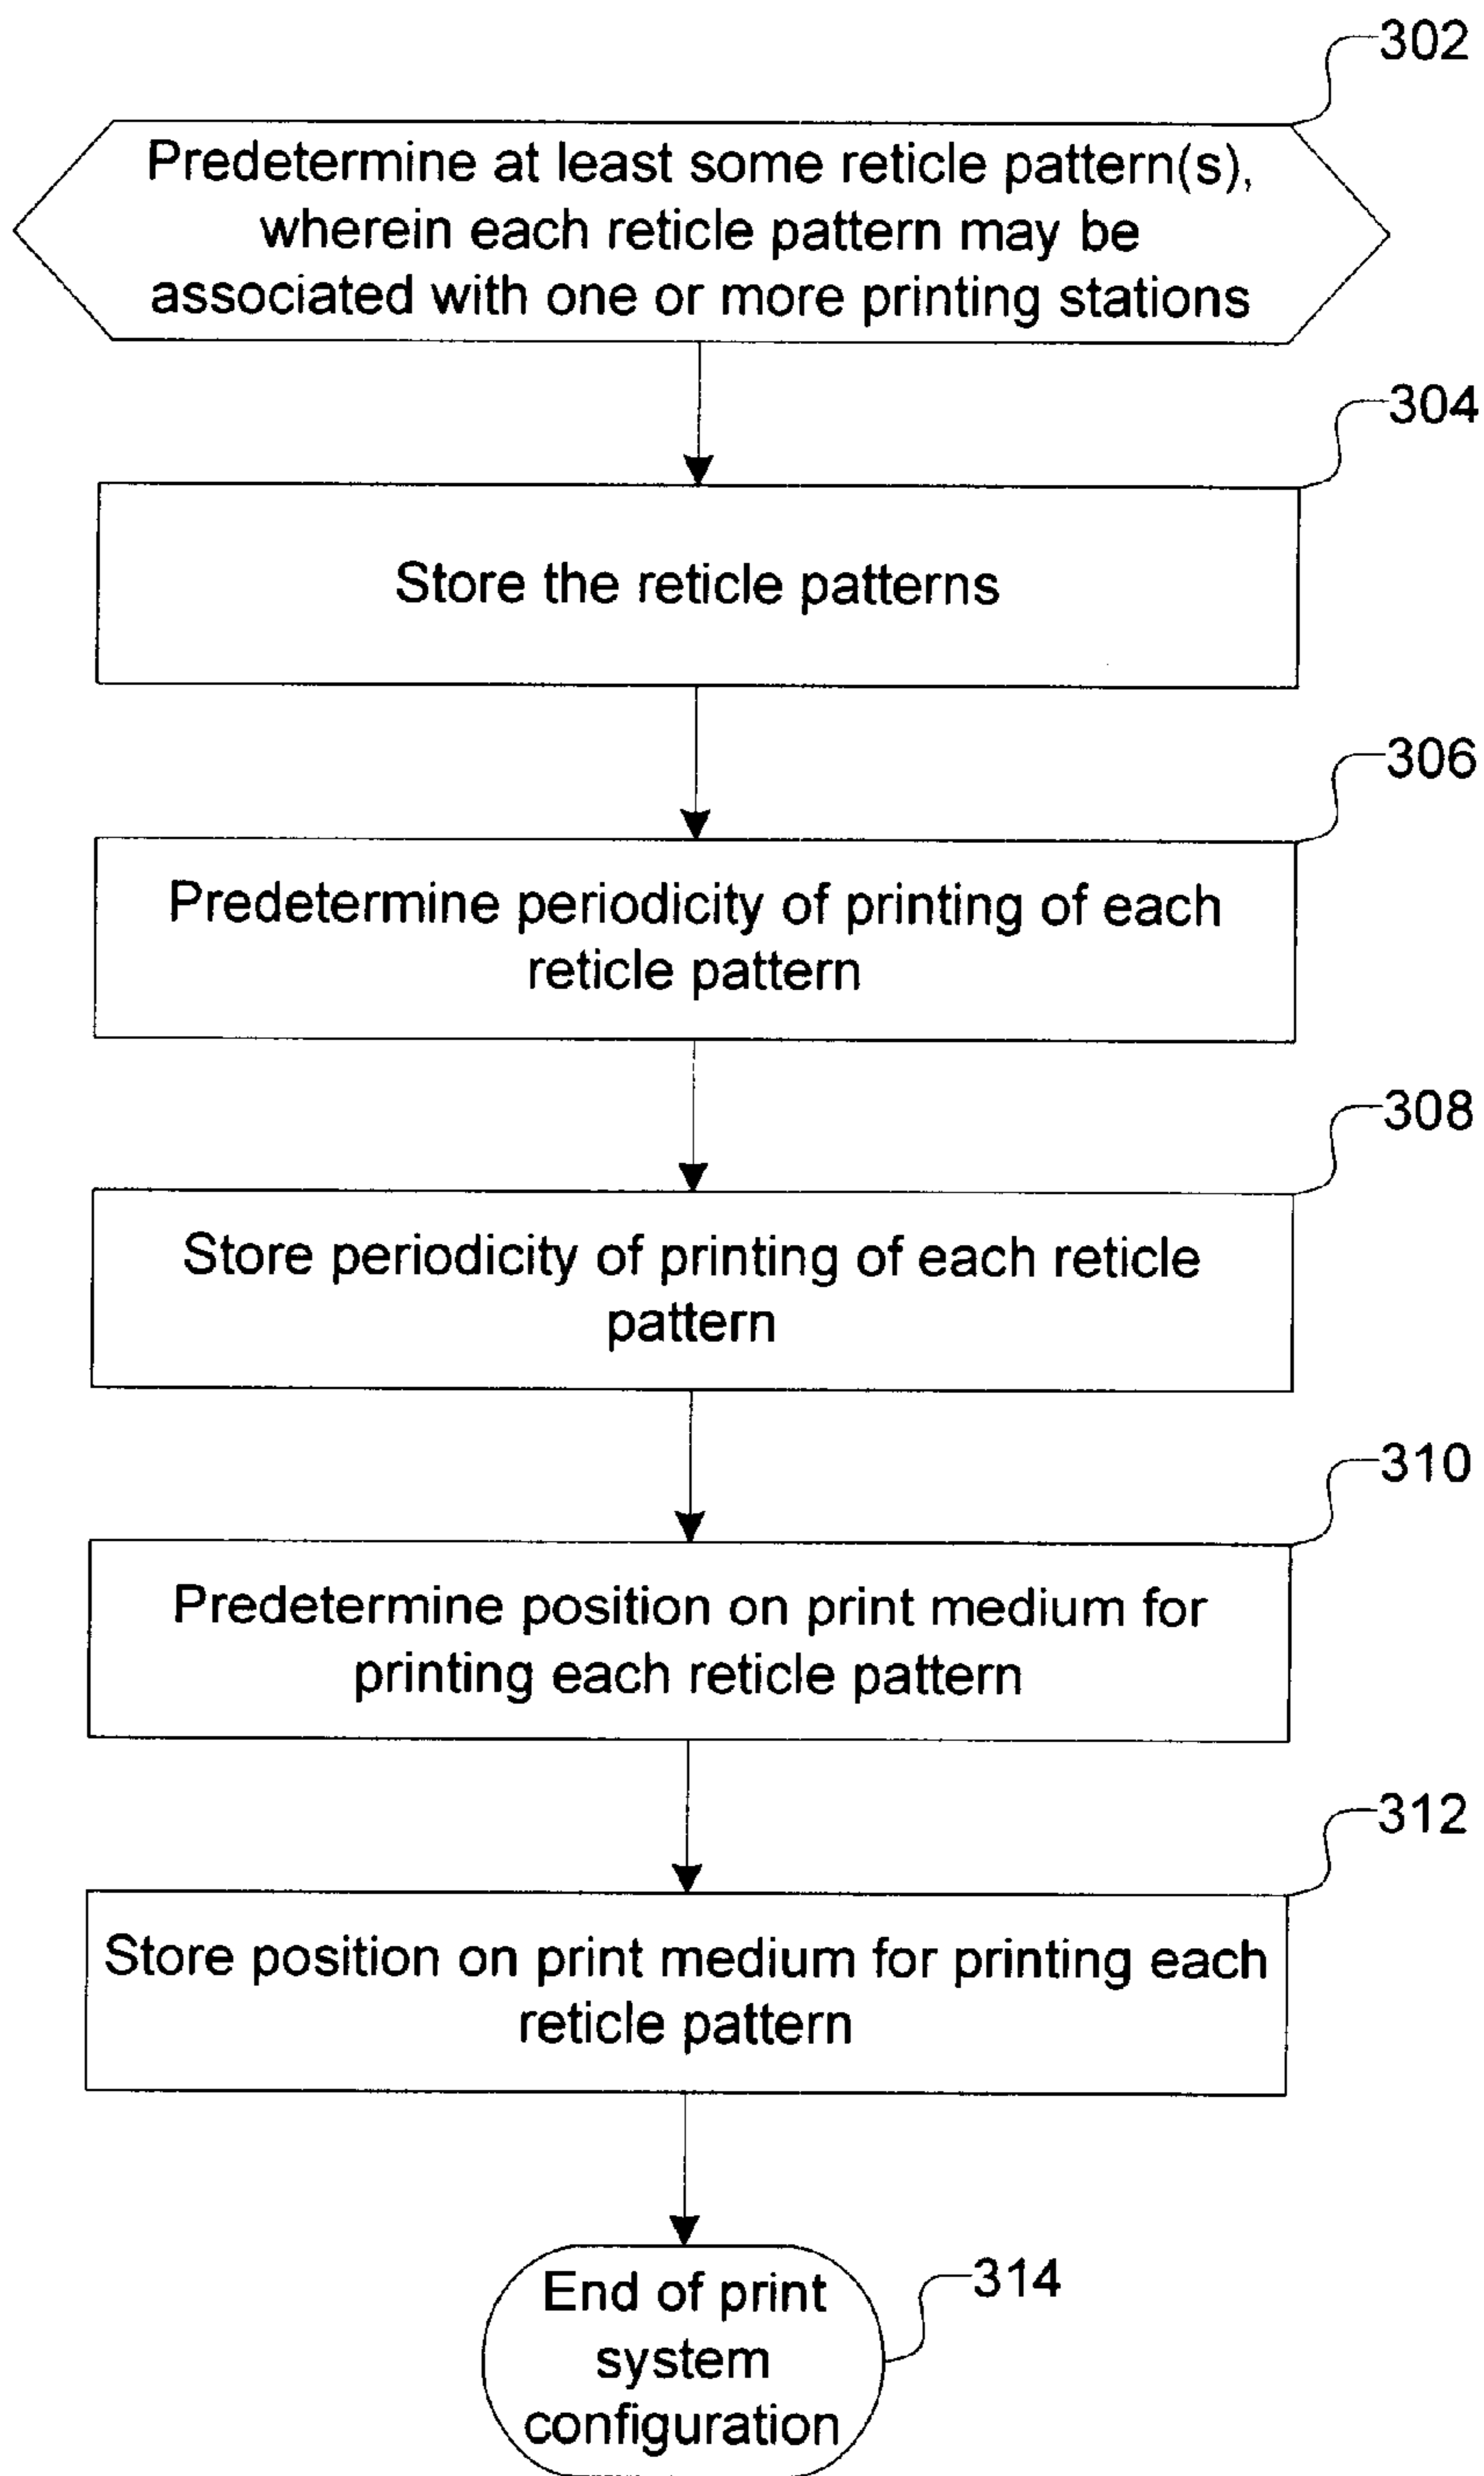 302
Predetermine at least some reticle pattern(s),
wherein each reticle pattern may be
associated with one or more printing stations
304
Store the reticle patterns
306
Predetermine periodicity of printing of each
reticle pattern
308
Store periodicity of printing of each reticle
pattern
310
Predetermine position on print medium for
printing each reticle pattern
312
Store position on print medium for printing each
reticle pattern
314
End of print
system
configuration